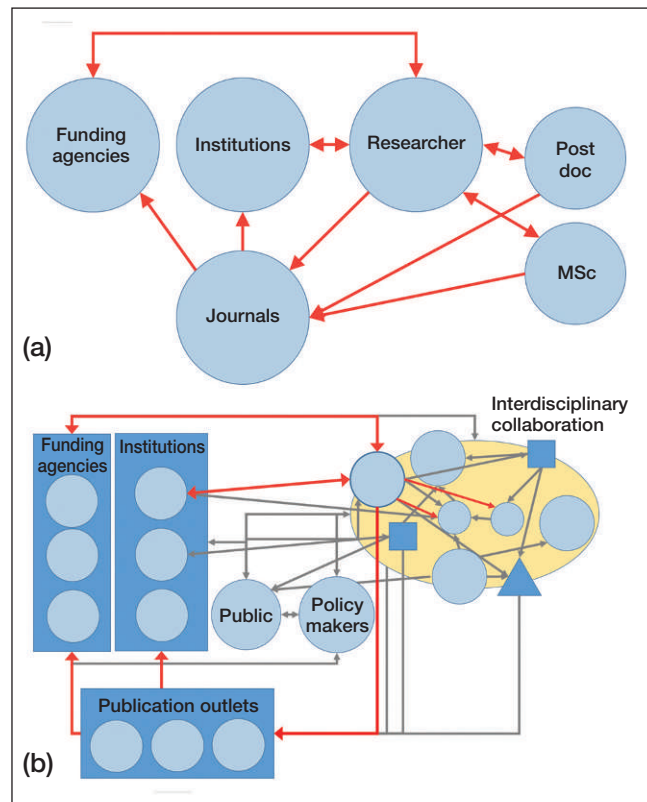 Funding
agencies
Institutions
Researcher
Post
doc
MSc
Journals
(a)
Interdisciplinary
collaboration
Funding
agencies
Institutions
Public
Policy
makers
Publication outlets
(b)